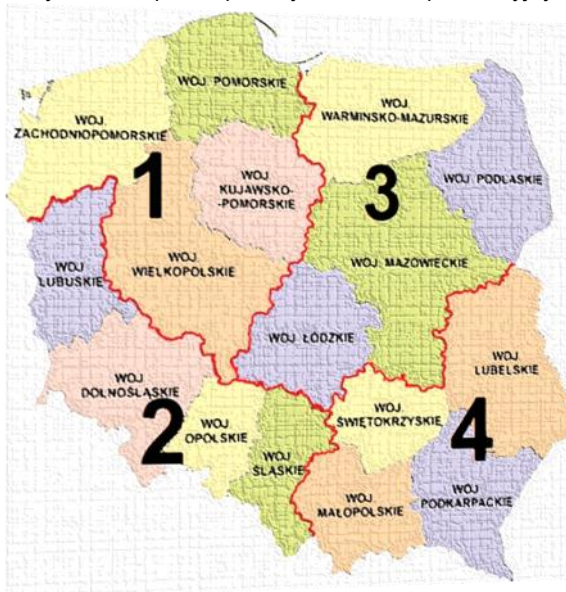 WOJ. POMORSKIE
WOJ.
ZACHODNIOPOMORSKIE
WOJ.
WARMINSKO-MAZURSKIE
WOJ. PODLASKIE
1
WOJ
KUJAWSKO-
-POMORSKIE
3
WOJ
LUBUSKIE
WOJ.
WIELKOPOLSKIE
WOJ. MAZOWIECKIE
WOJ. ŁÓDZKIE
WOJ.
LUBELSKIE
WOJ
DOLNOŚLĄSKIE
2
WOJ.
OPOLSKIE
WOJ.
ŚWIĘTOKRZYSKIE
4
WOJ
ŚLĄSKIE
WOJ
MAŁOPOLSKIE
WOJ
PODKARPACKIE